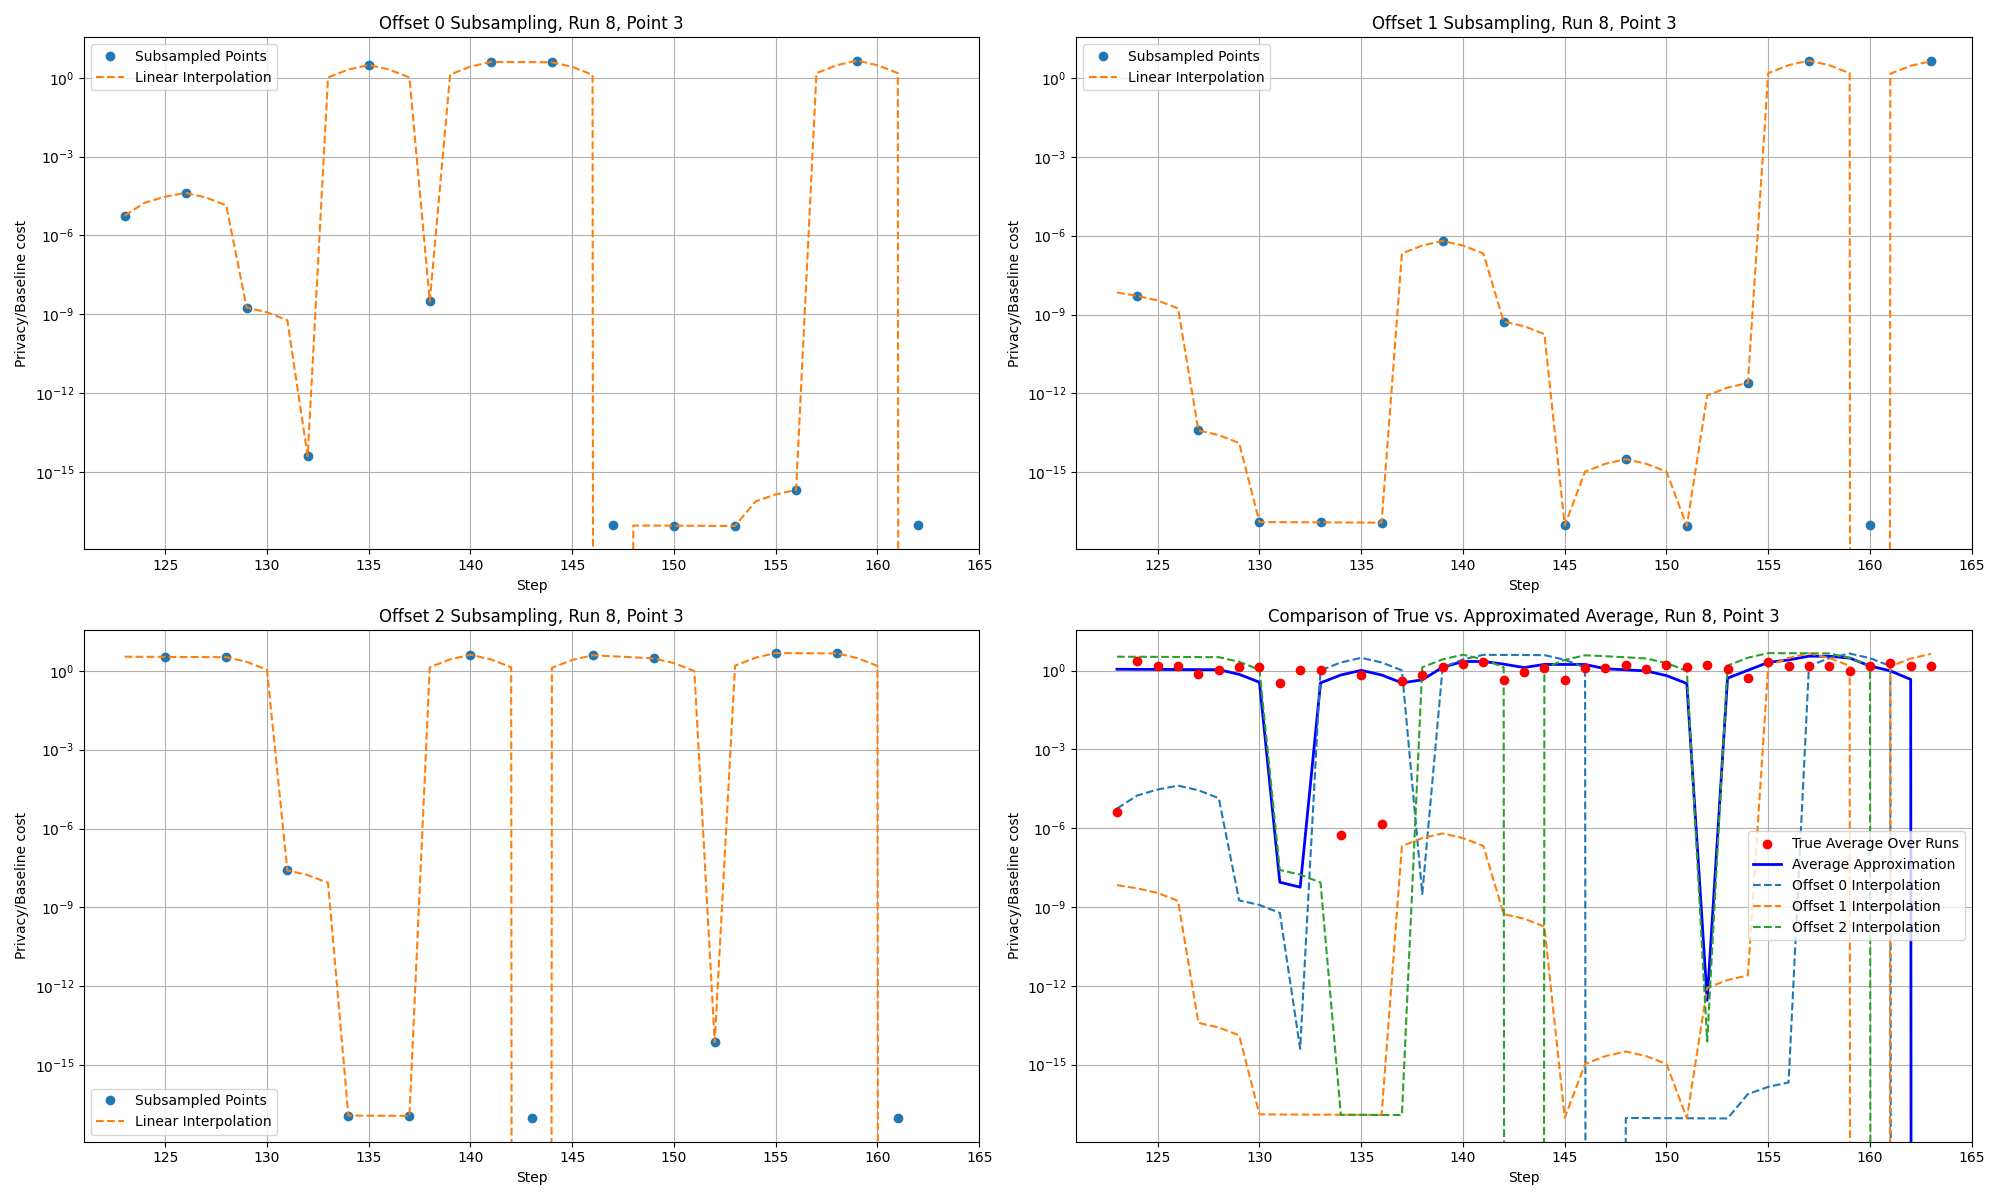 Offset 0 Subsampling, Run 8, Point 3
Subsampled Points
Linear Interpolation
Privacy/Baseline cost
10^0
10^-3
10^-6
10^-9
10^-12
10^-15
125 130 135 140 145 150 155 160 165
Step
Offset 1 Subsampling, Run 8, Point 3
Subsampled Points
Linear Interpolation
Privacy/Baseline cost
10^0
10^-3
10^-6
10^-9
10^-12
10^-15
125 130 135 140 145 150 155 160 165
Step
Offset 2 Subsampling, Run 8, Point 3
Privacy/Baseline cost
10^0
10^-3
10^-6
10^-9
10^-12
10^-15
Subsampled Points
Linear Interpolation
125 130 135 140 145 150 155 160 165
Step
Comparison of True vs. Approximated Average, Run 8, Point 3
Privacy/Baseline cost
10^0
10^-3
10^-6
10^-9
10^-12
10^-15
True Average Over Runs
Average Approximation
Offset 0 Interpolation
Offset 1 Interpolation
Offset 2 Interpolation
125 130 135 140 145 150 155 160 165
Step